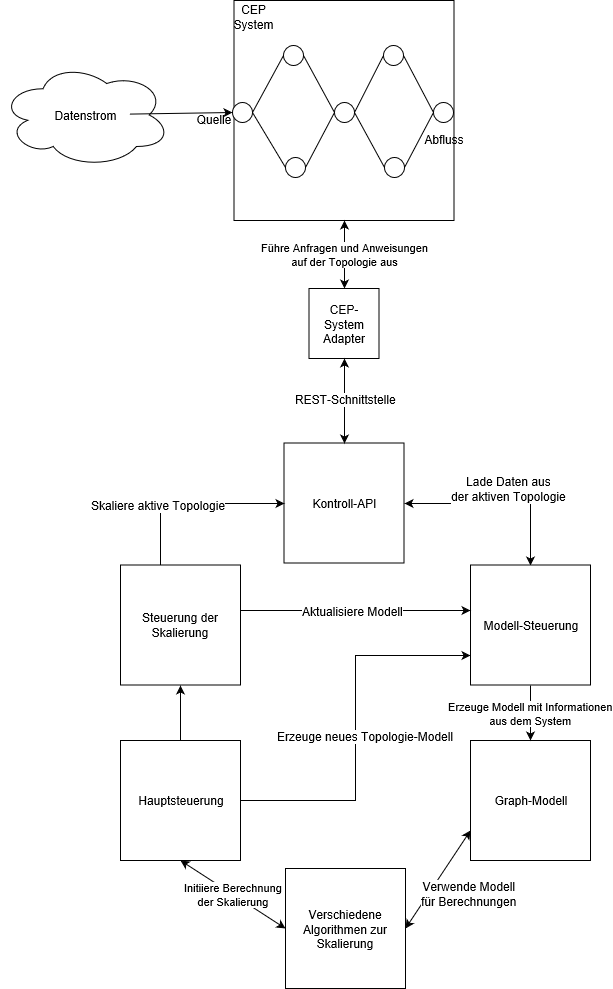 CEP
System
Datenstrom
Quelle
Abfluss
Führe Anfragen und Anweisungen
auf der Topologie aus
CEP-
System
Adapter
REST-Schnittstelle
Kontroll-API
Lade Daten aus
der aktiven Topologie
Skaliere aktive Topologie
Steuerung der
Skalierung
Aktualisiere Modell
Modell-Steuerung
Erzeuge Modell mit Informationen
aus dem System
Erzeuge neues Topologie-Modell
Hauptsteuerung
Graph-Modell
Initiiere Berechnung
der Skalierung
Verwende Modell
für Berechnungen
Verschiedene
Algorithmen zur
Skalierung